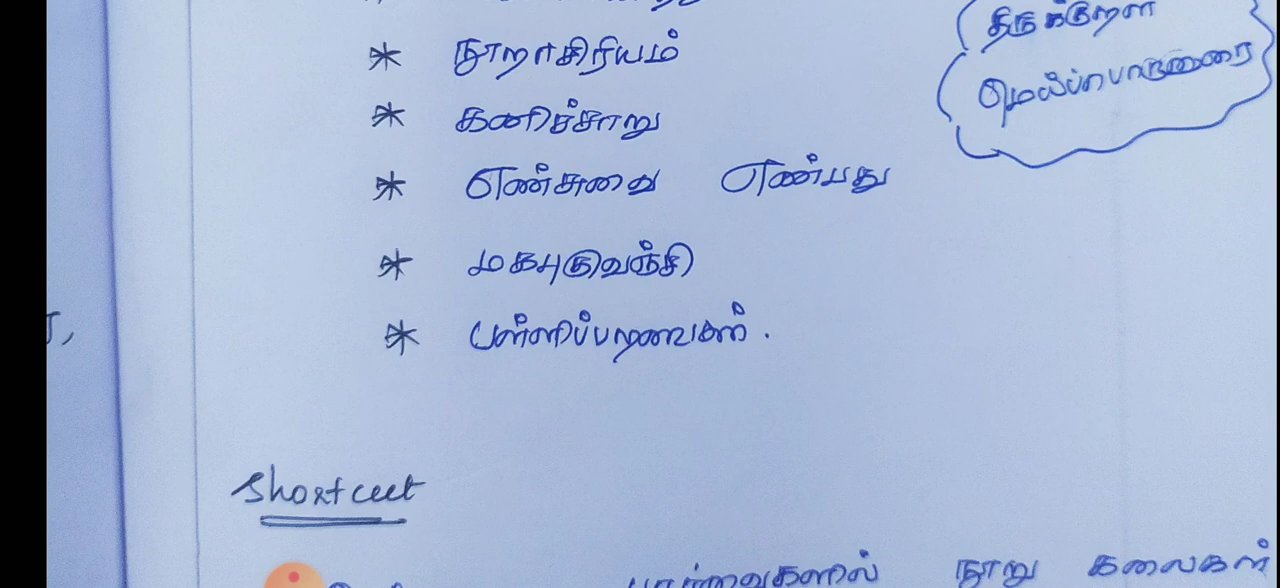 திருக்குறள்
* நூறாசிரியம்
மெய்ப்பொருளுரை
* கனிச்சாறு
* எண்சுவை எண்பது
* மகபுகுவஞ்சி
* பள்ளிப்பறவைகள்.
Shortcut
நூறு கலைகள்